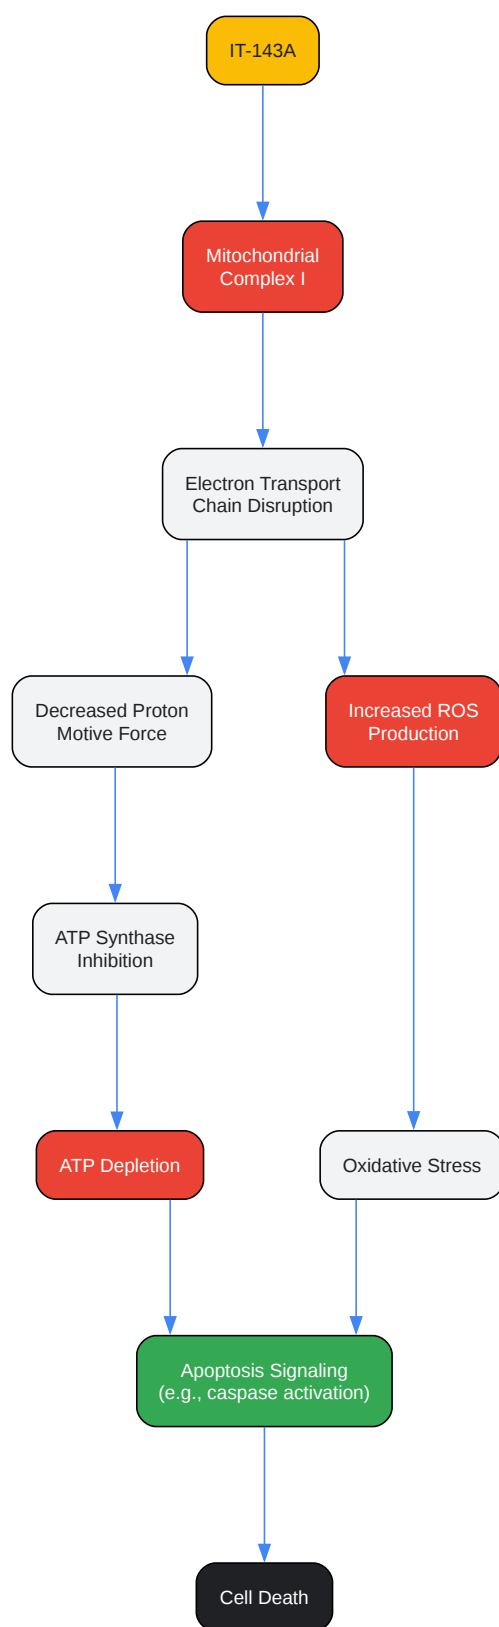 IT-143A
Mitochondrial
Complex I
Electron Transport
Chain Disruption
Decreased Proton
Motive Force
Increased ROS
Production
ATP Synthase
Inhibition
ATP Depletion
Oxidative Stress
Apoptosis Signaling
(e.g., caspase activation)
Cell Death